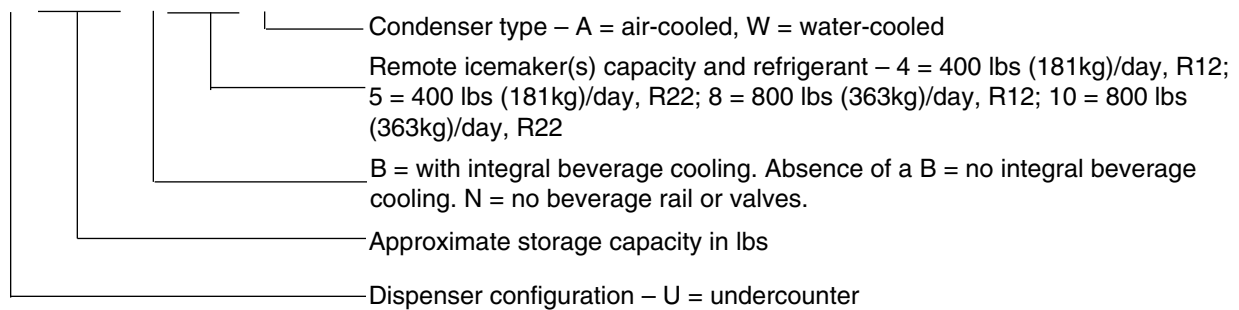 Condenser type – A = air-cooled, W = water-cooled
Remote icemaker(s) capacity and refrigerant – 4 = 400 lbs (181kg)/day, R12;
5 = 400 lbs (181kg)/day, R22; 8 = 800 lbs (363kg)/day, R12; 10 = 800 lbs
(363kg)/day, R22
B = with integral beverage cooling. Absence of a B = no integral beverage
cooling. N = no beverage rail or valves.
Approximate storage capacity in lbs
Dispenser configuration – U = undercounter